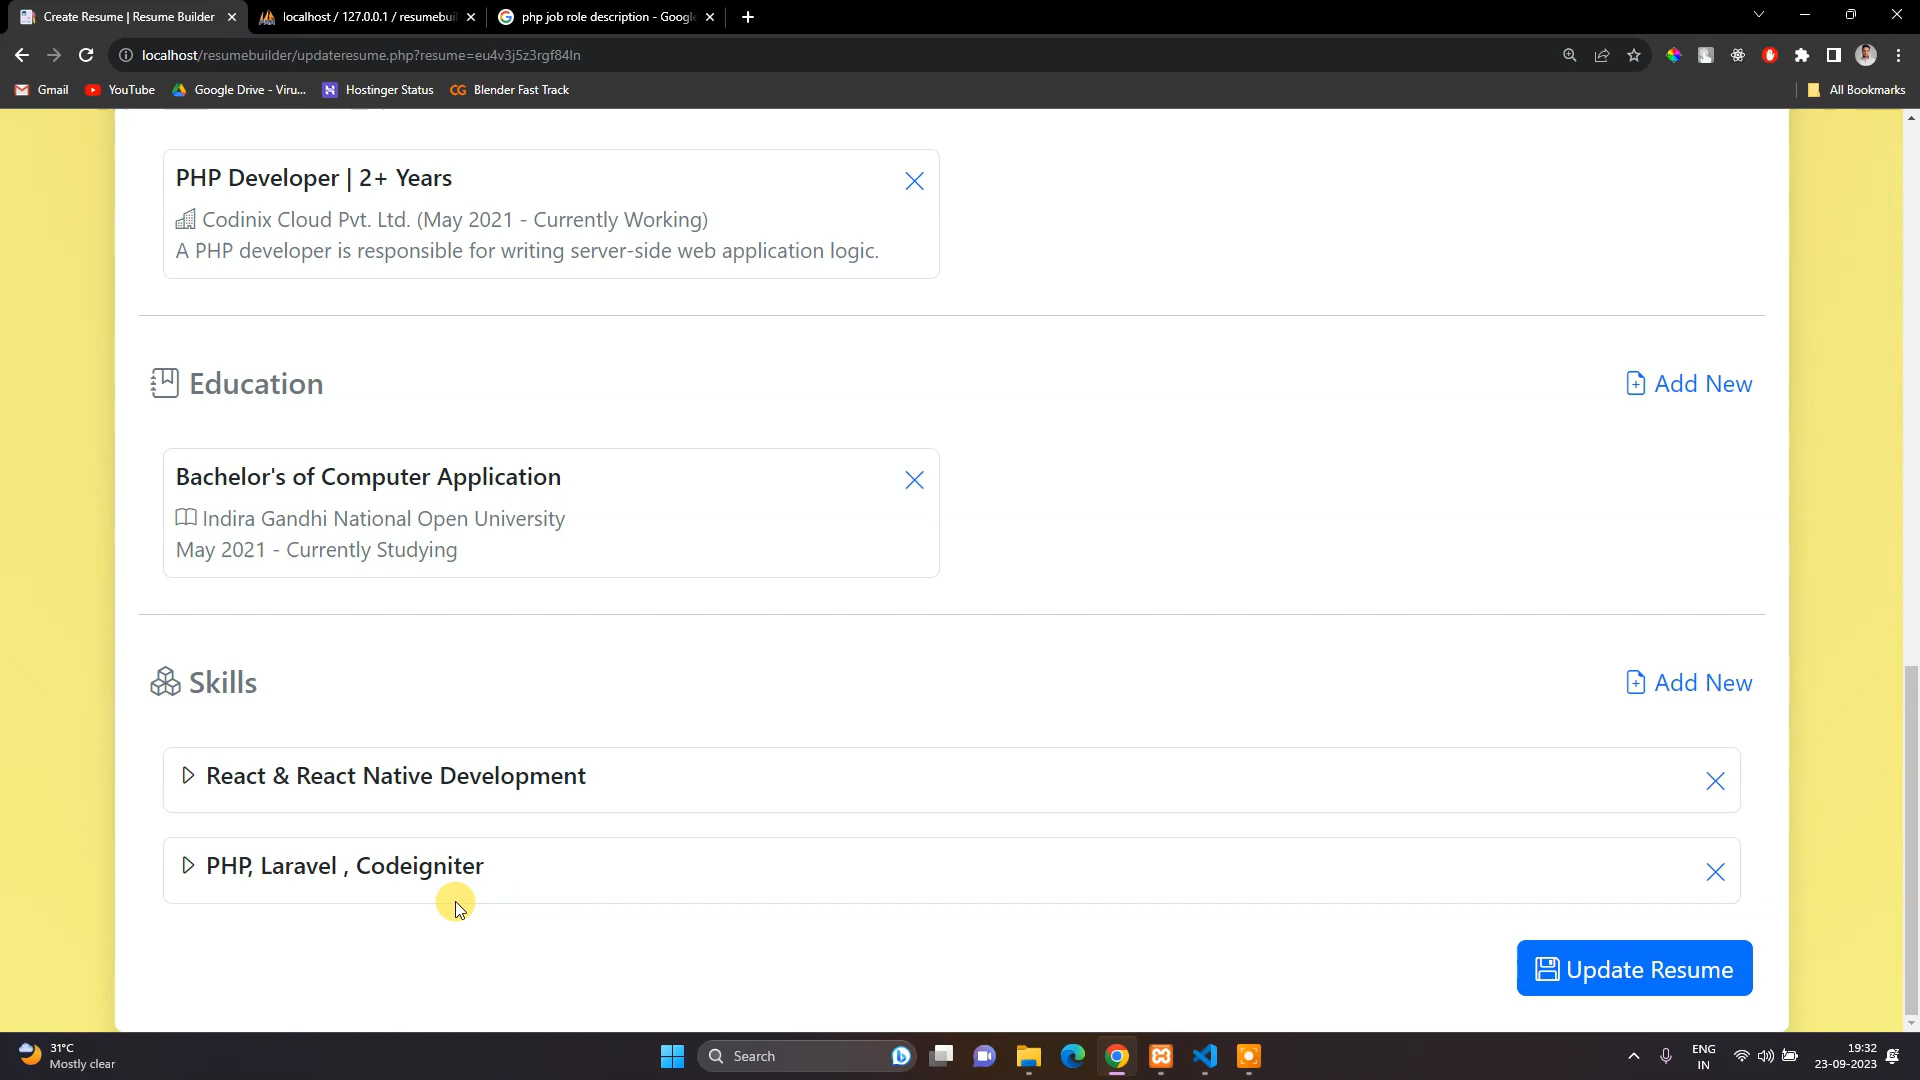 Create Resume | Resume Builder
localhost / 127.0.0.1 / resumebui
php job role description - Googl
localhost/resumebuilder/updateresume.php?resume=eu4v3j5z3rgf84ln
Gmail
YouTube
Google Drive - Viru...
Hostinger Status
CG Blender Fast Track
All Bookmarks
PHP Developer | 2+ Years
Codinix Cloud Pvt. Ltd. (May 2021 - Currently Working)
A PHP developer is responsible for writing server-side web application logic.
Education
Add New
Bachelor's of Computer Application
Indira Gandhi National Open University
May 2021 - Currently Studying
Skills
Add New
React & React Native Development
PHP, Laravel , Codeigniter
Update Resume
31°C
Mostly clear
Search
ENG
IN
19:32
23-09-2023